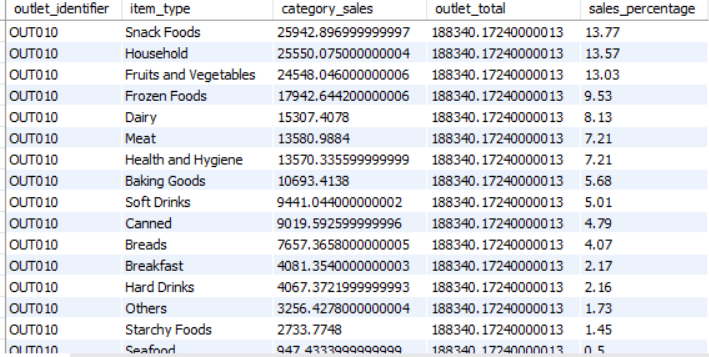 outlet_identifier item_type category_sales outlet_total sales_percentage
OUT010 Snack Foods 25942.896999999997 188340.17240000013 13.77
OUT010 Household 25550.075000000004 188340.17240000013 13.57
OUT010 Fruits and Vegetables 24548.046000000006 188340.17240000013 13.03
OUT010 Frozen Foods 17942.644200000006 188340.17240000013 9.53
OUT010 Dairy 15307.4078 188340.17240000013 8.13
OUT010 Meat 13580.9884 188340.17240000013 7.21
OUT010 Health and Hygiene 13570.335599999999 188340.17240000013 7.21
OUT010 Baking Goods 10693.4138 188340.17240000013 5.68
OUT010 Soft Drinks 9441.044000000002 188340.17240000013 5.01
OUT010 Canned 9019.592599999996 188340.17240000013 4.79
OUT010 Breads 7657.3658000000005 188340.17240000013 4.07
OUT010 Breakfast 4081.3540000000003 188340.17240000013 2.17
OUT010 Hard Drinks 4067.3721999999993 188340.17240000013 2.16
OUT010 Others 3256.4278000000004 188340.17240000013 1.73
OUT010 Starchy Foods 2733.7748 188340.17240000013 1.45
OUT010 Seafood 947.4333999999999 188340.17240000013 0.5